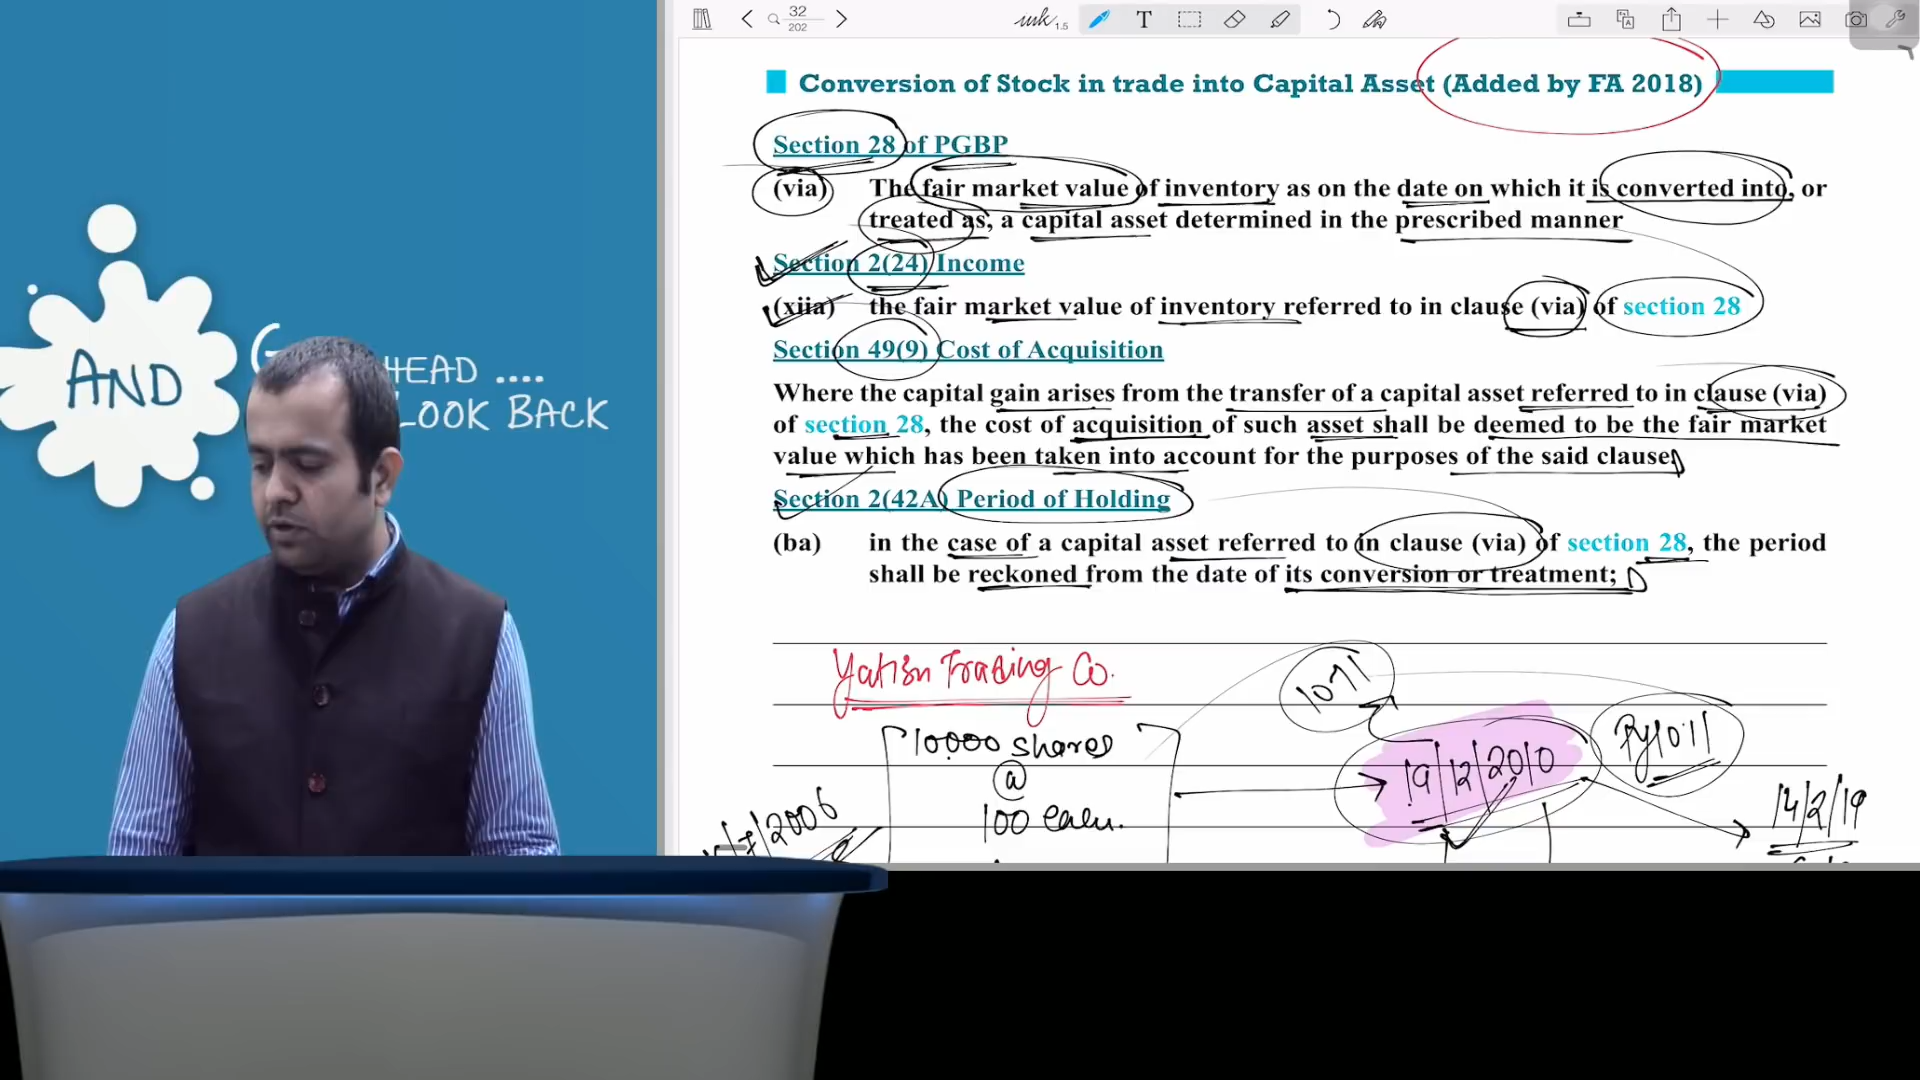 32
202
ink 1.5
T
Conversion of Stock in trade into Capital Asset (Added by FA 2018)
Section 28 of PGBP
(via) The fair market value of inventory as on the date on which it is converted into, or
treated as, a capital asset determined in the prescribed manner
Section 2(24) Income
(xiia) the fair market value of inventory referred to in clause (via) of section 28
Section 49(9) Cost of Acquisition
Where the capital gain arises from the transfer of a capital asset referred to in clause (via)
of section 28, the cost of acquisition of such asset shall be deemed to be the fair market
value which has been taken into account for the purposes of the said clause
Section 2(42A) Period of Holding
(ba) in the case of a capital asset referred to in clause (via) of section 28, the period
shall be reckoned from the date of its conversion or treatment;
Trading Co.
10,000 shares
@
100 each.
/7/2006
19/12/2010
14/2/19
AND
HEAD ....
LOOK BACK